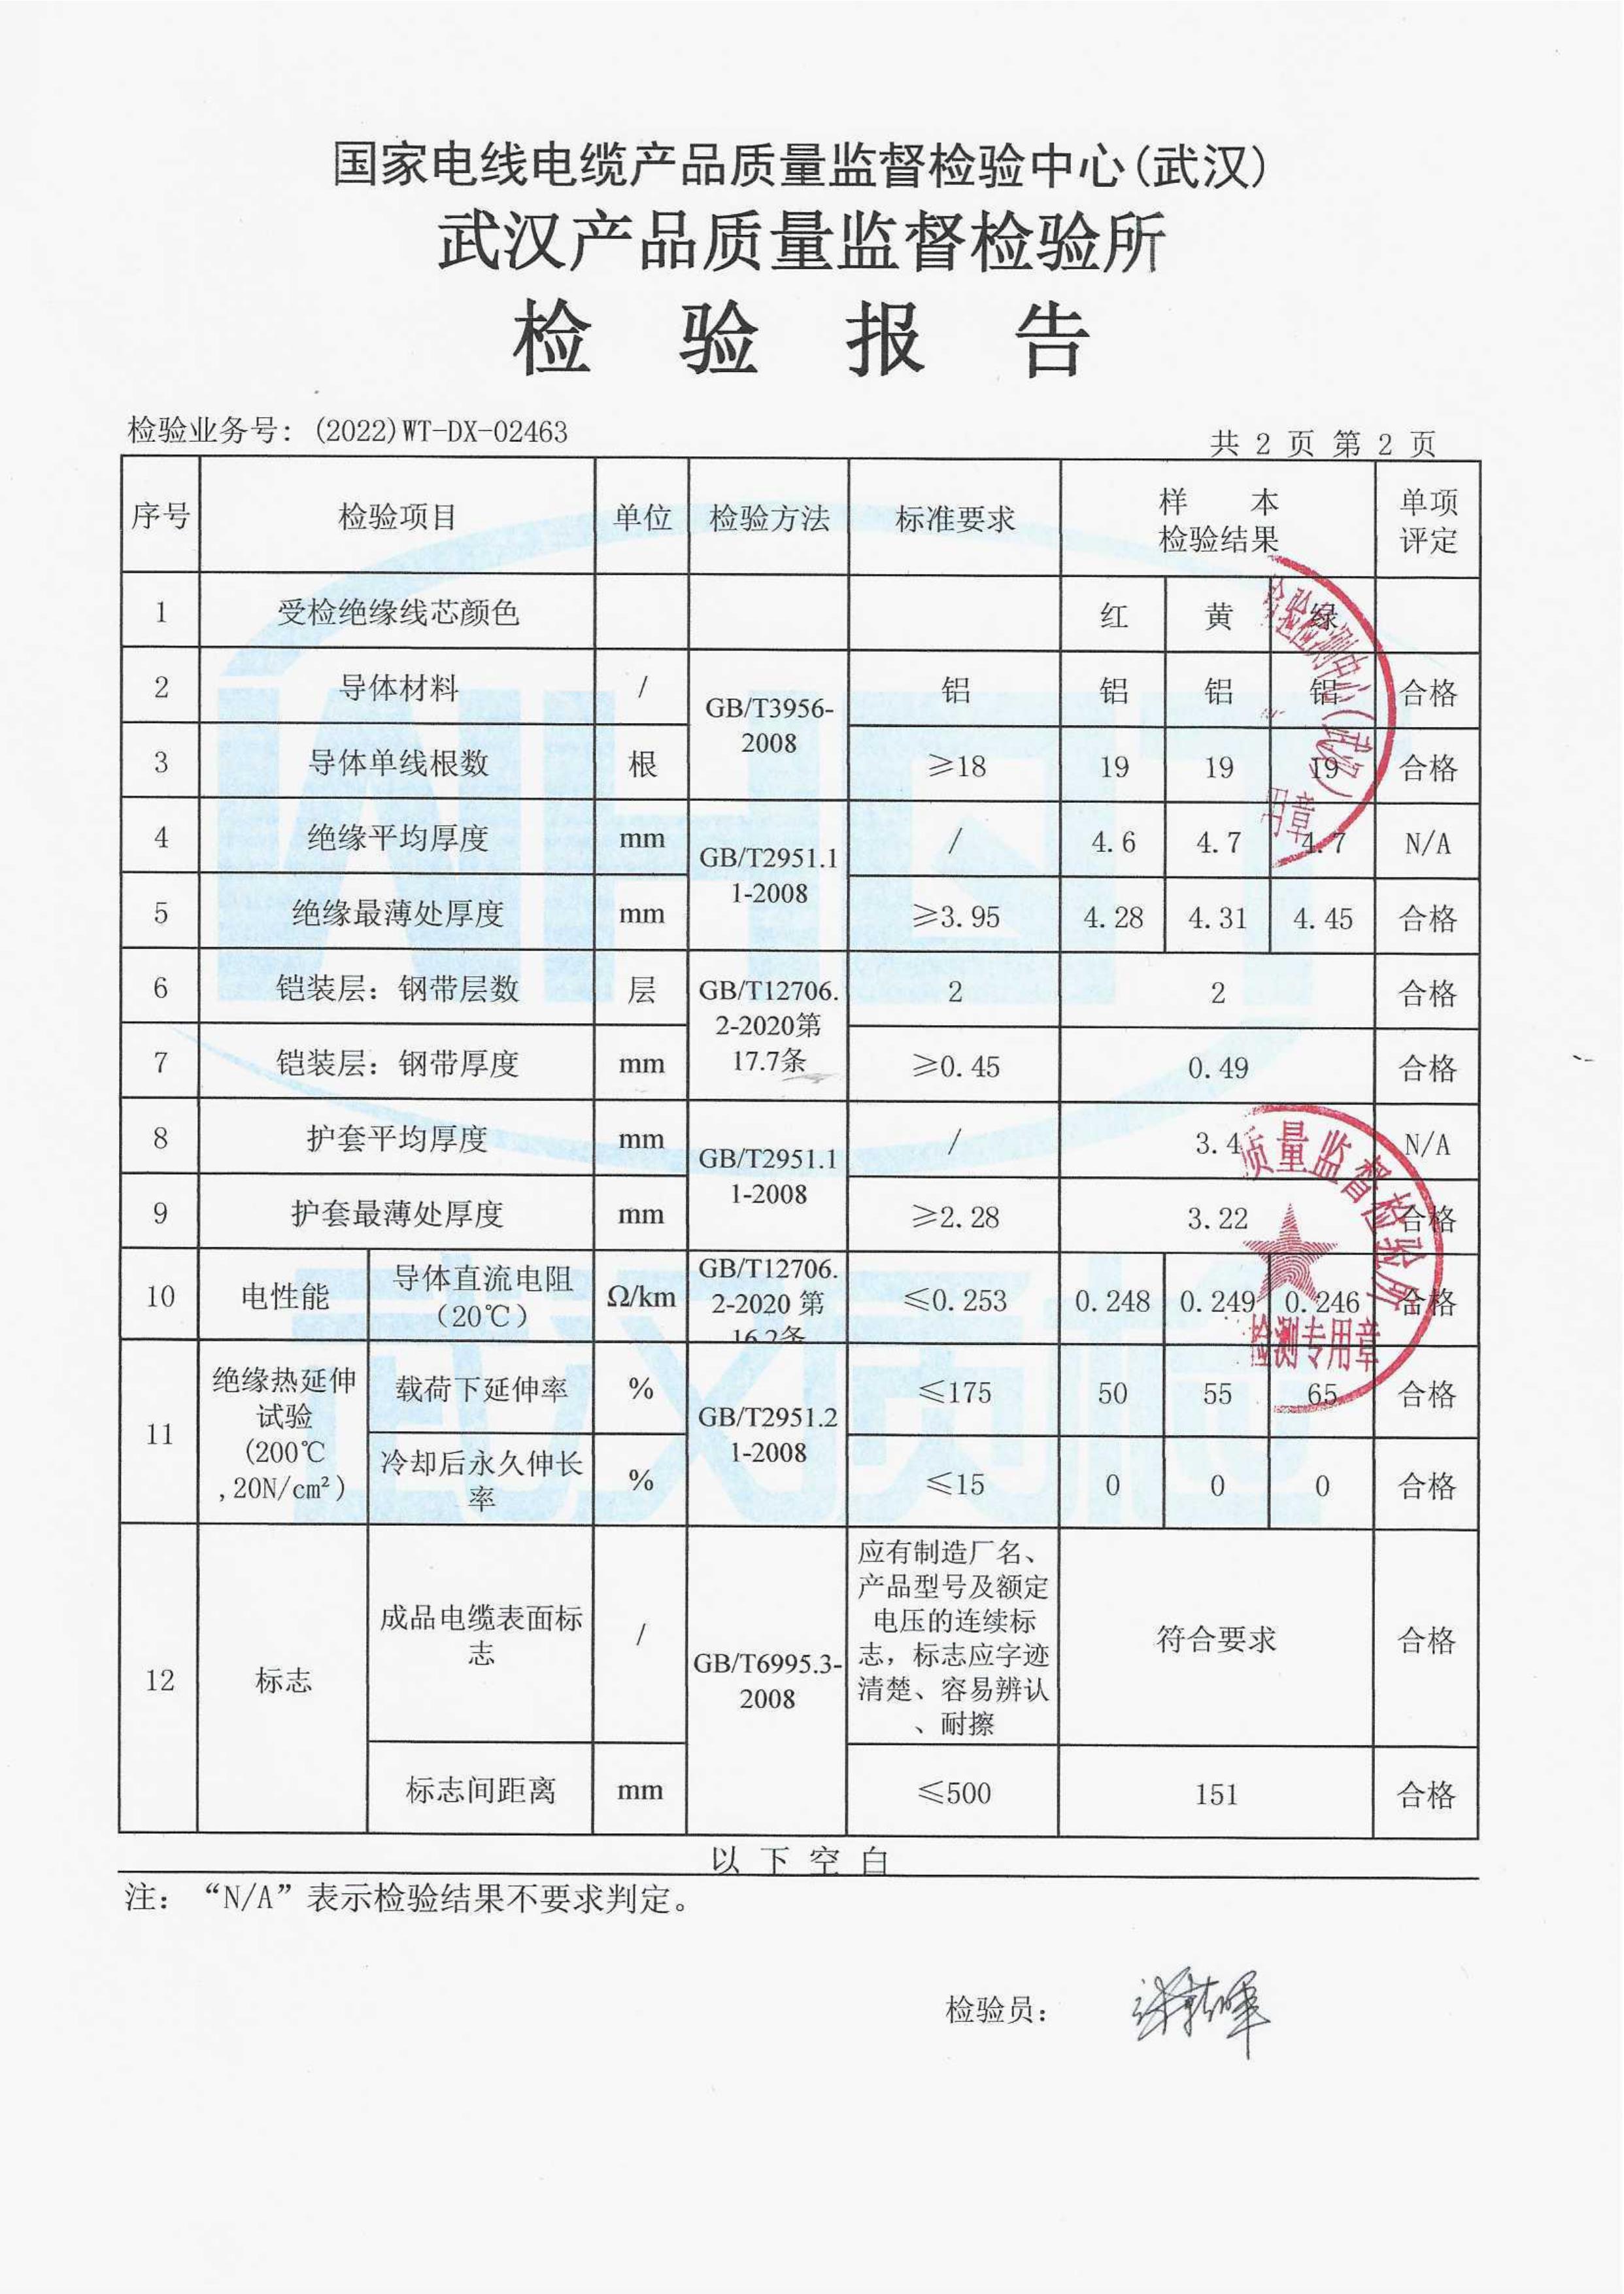 国家电线电缆产品质量监督检验中心(武汉)
武汉产品质量监督检验所
检 验 报 告
检验业务号: (2022)WT-DX-02463
共 2 页 第 2 页
序号 检验项目 单位 检验方法 标准要求 样 本 检验结果 单项评定
1 受检绝缘线芯颜色 红 黄 绿
2 导体材料 / GB/T3956-2008 铝 铝 铝 铝 合格
3 导体单线根数 根 ≥18 19 19 19 合格
4 绝缘平均厚度 mm GB/T2951.11-2008 / 4.6 4.7 4.7 N/A
5 绝缘最薄处厚度 mm ≥3.95 4.28 4.31 4.45 合格
6 铠装层: 钢带层数 层 GB/T12706.2-2020第17.7条 2 2 合格
7 铠装层: 钢带厚度 mm ≥0.45 0.49 合格
8 护套平均厚度 mm GB/T2951.11-2008 / 3.4 N/A
9 护套最薄处厚度 mm ≥2.28 3.22 合格
10 电性能 导体直流电阻(20℃) Ω/km GB/T12706.2-2020 第16.2条 ≤0.253 0.248 0.249 0.246 合格
11 绝缘热延伸试验(200℃,20N/cm²) 载荷下延伸率 % GB/T2951.21-2008 ≤175 50 55 65 合格
冷却后永久伸长率 % ≤15 0 0 0 合格
12 标志 成品电缆表面标志 / GB/T6995.3-2008 应有制造厂名、产品型号及额定电压的连续标志，标志应字迹清楚、容易辨认、耐擦 符合要求 合格
标志间距离 mm ≤500 151 合格
以 下 空 白
注: “N/A”表示检验结果不要求判定。
检验员:
检验检测中心(武汉)
用章
质量监督检验所
检测专用章
武汉质检